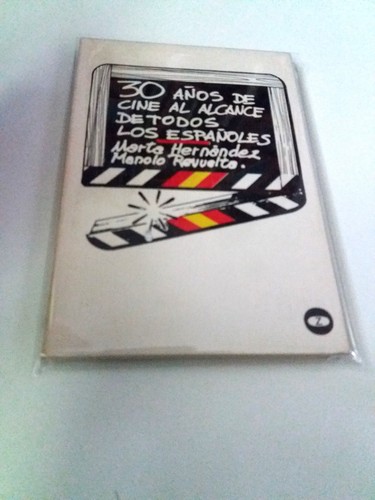 30 AÑOS DE
CINE AL ALCANCE
DE TODOS
LOS ESPAÑOLES
Marta Hernández
Manolo Revuelta.
Z